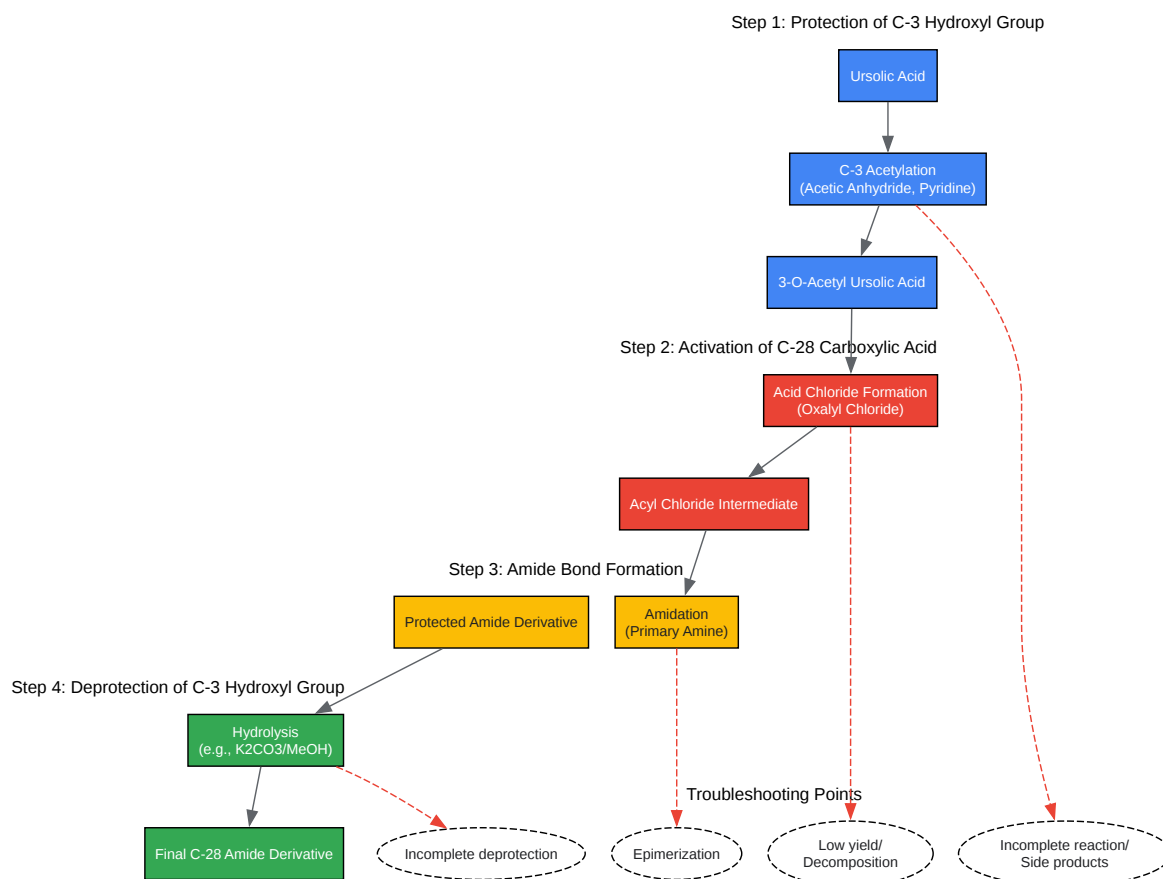 Step 1: Protection of C-3 Hydroxyl Group
Ursolic Acid
C-3 Acetylation
(Acetic Anhydride, Pyridine)
3-O-Acetyl Ursolic Acid
Step 2: Activation of C-28 Carboxylic Acid
Acid Chloride Formation
(Oxalyl Chloride)
Acyl Chloride Intermediate
Step 3: Amide Bond Formation
Protected Amide Derivative
Amidation
(Primary Amine)
Step 4: Deprotection of C-3 Hydroxyl Group
Hydrolysis
(e.g., K2CO3/MeOH)
Troubleshooting Points
Final C-28 Amide Derivative
Incomplete deprotection
Epimerization
Low yield/
Decomposition
Incomplete reaction/
Side products